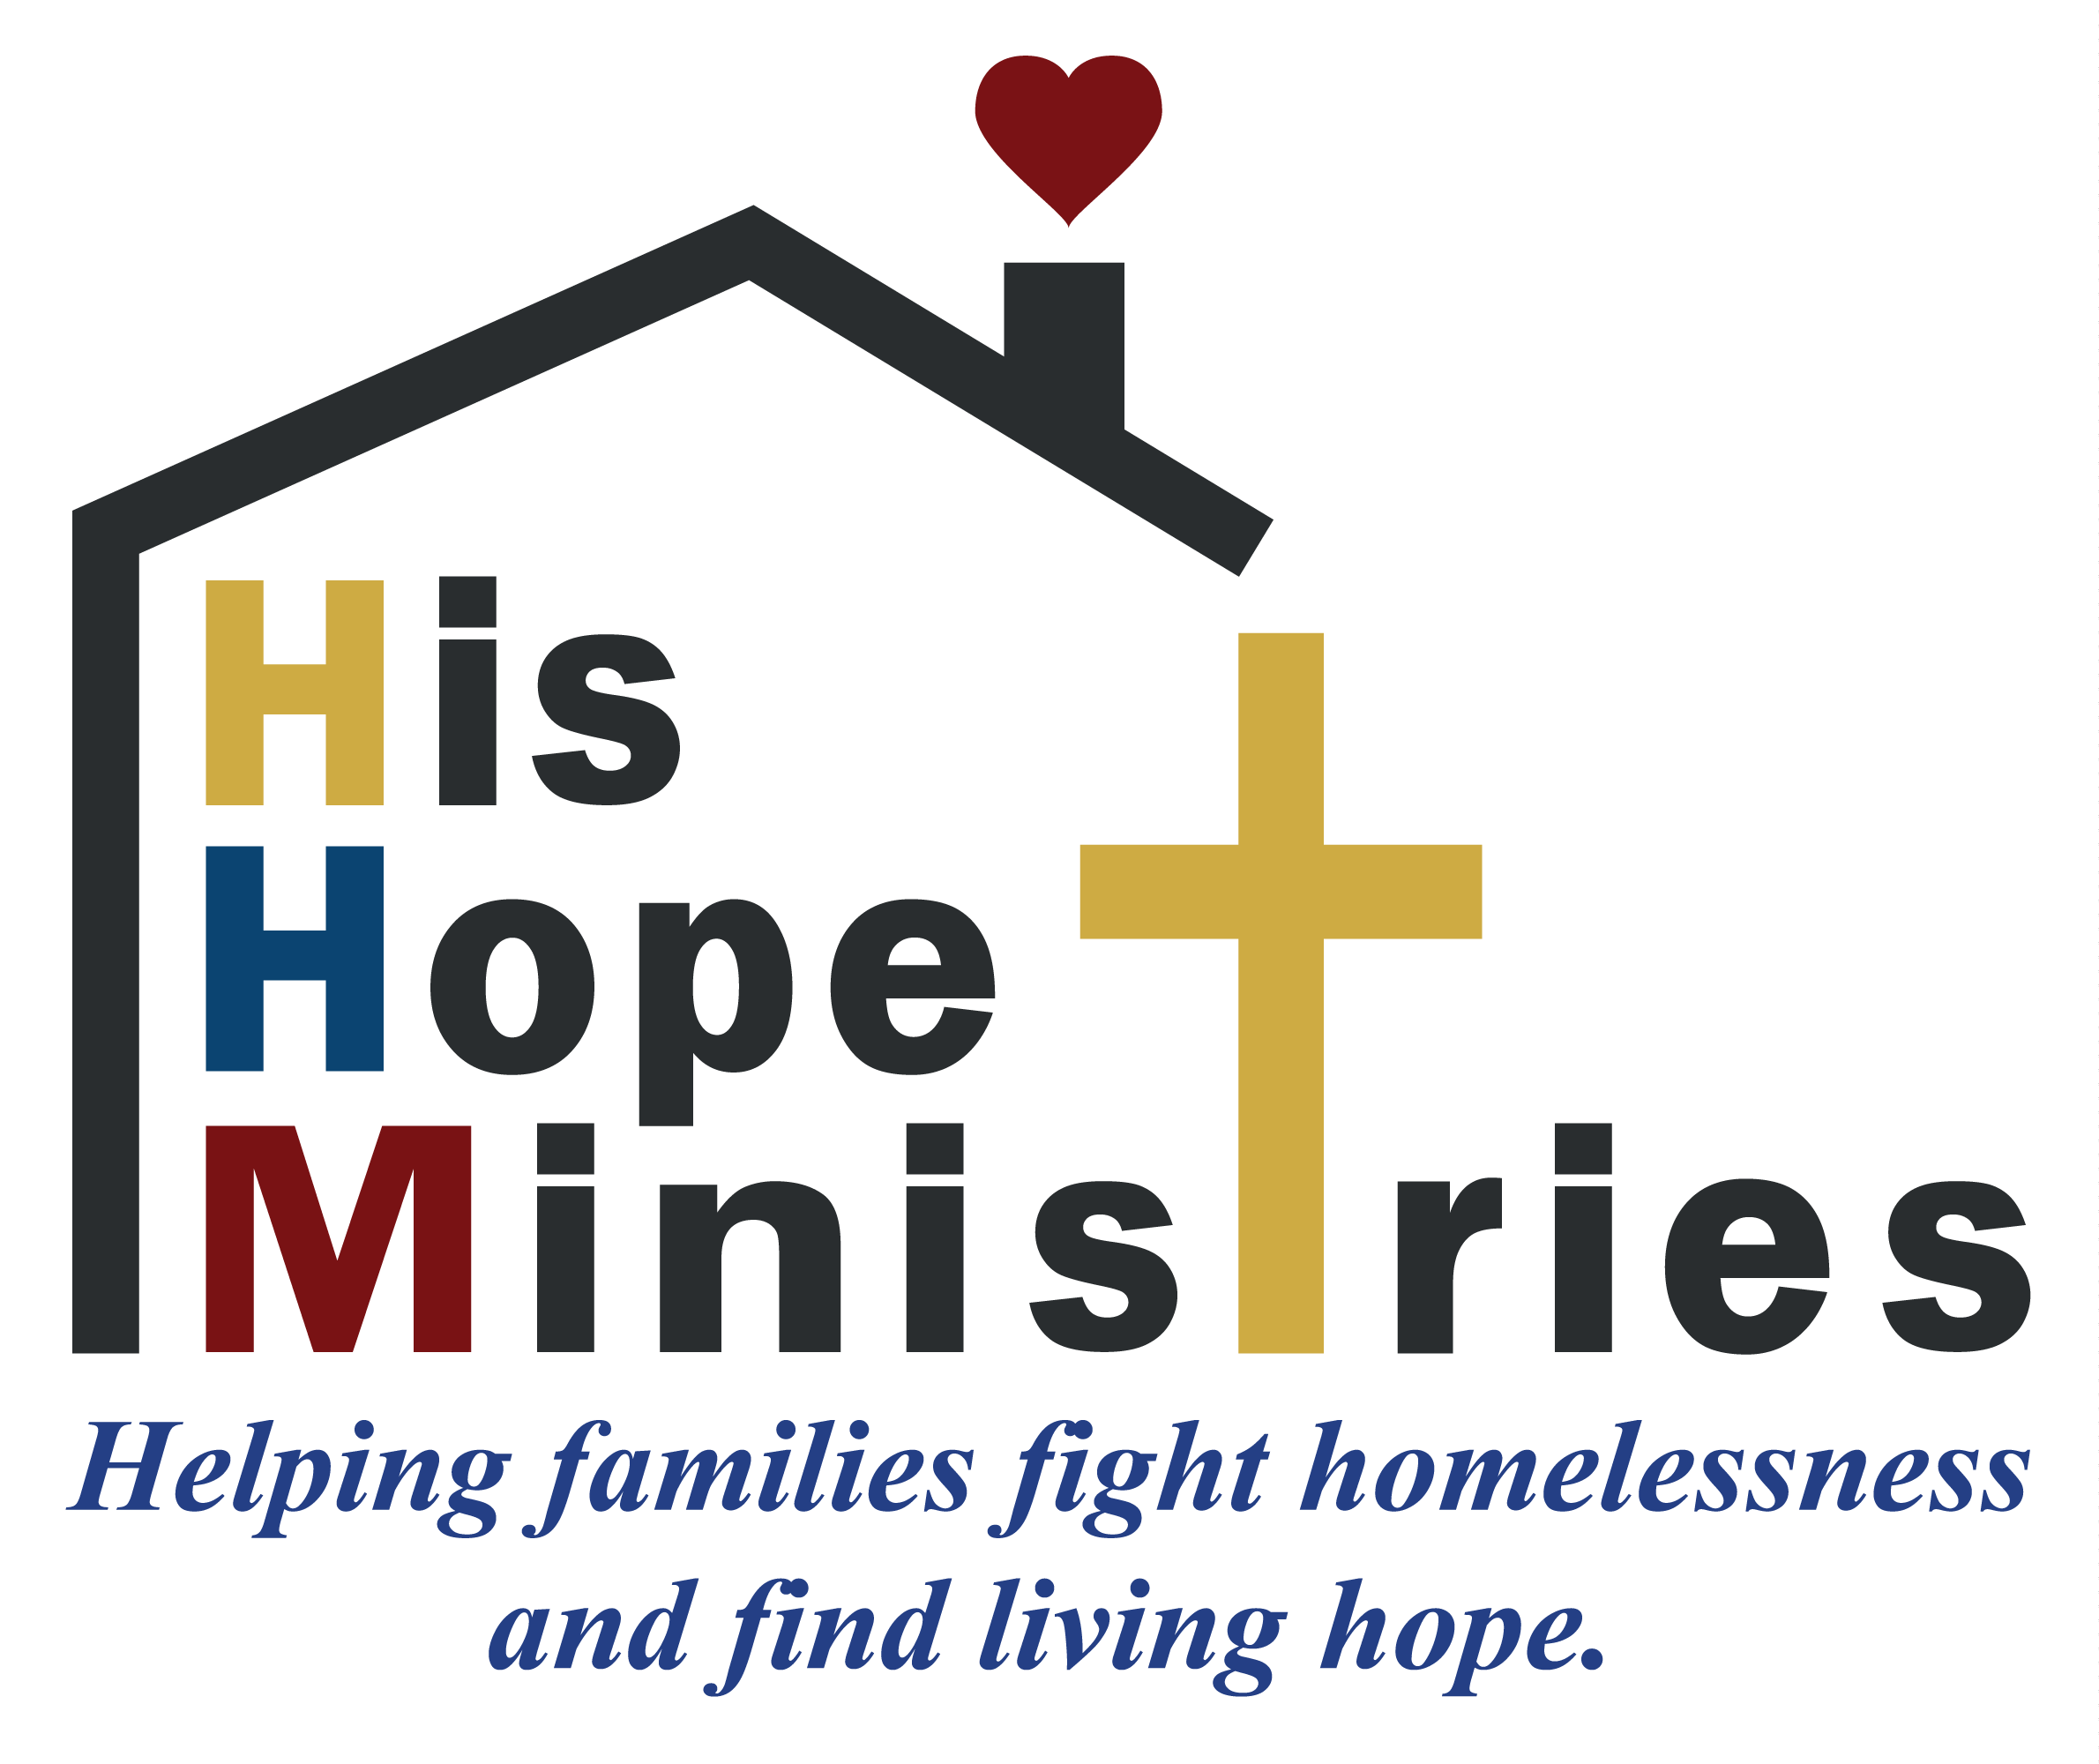 His
Hope
Ministries
Helping families fight homelessness
and find living hope.